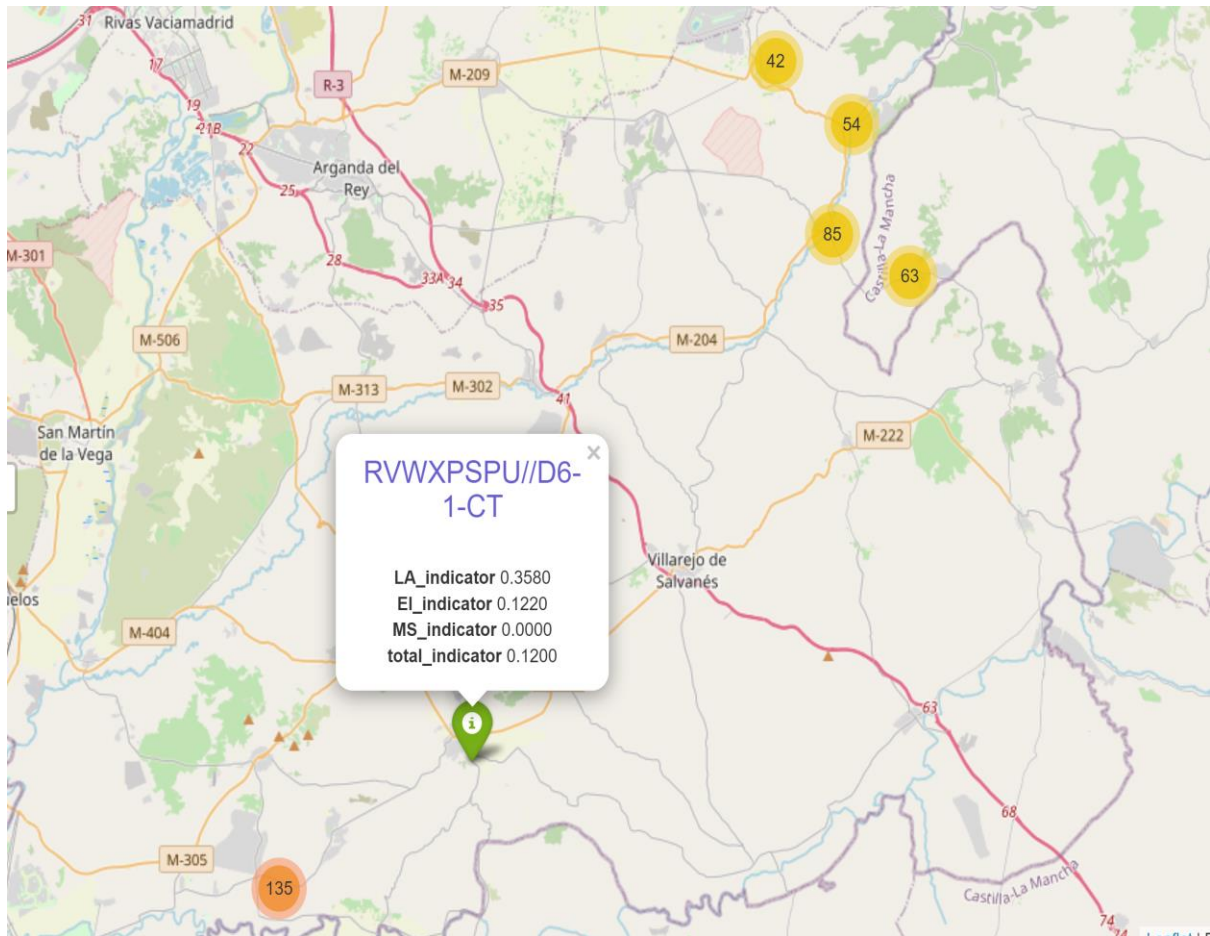 31
Rivas Vaciamadrid
17
R-3
M-209
42
19
21B
22
54
Arganda del
Rey
25
M-301
28
33A
34
35
85
63
Castilla-La Mancha
M-506
M-204
M-313
M-302
41
San Martín
de la Vega
M-222
×
RVWXPSPU//D6-
1-CT
LA_indicator 0.3580
EI_indicator 0.1220
MS_indicator 0.0000
total_indicator 0.1200
Villarejo de
Salvanés
uelos
M-404
63
68
M-305
135
Castilla-La Mancha
74